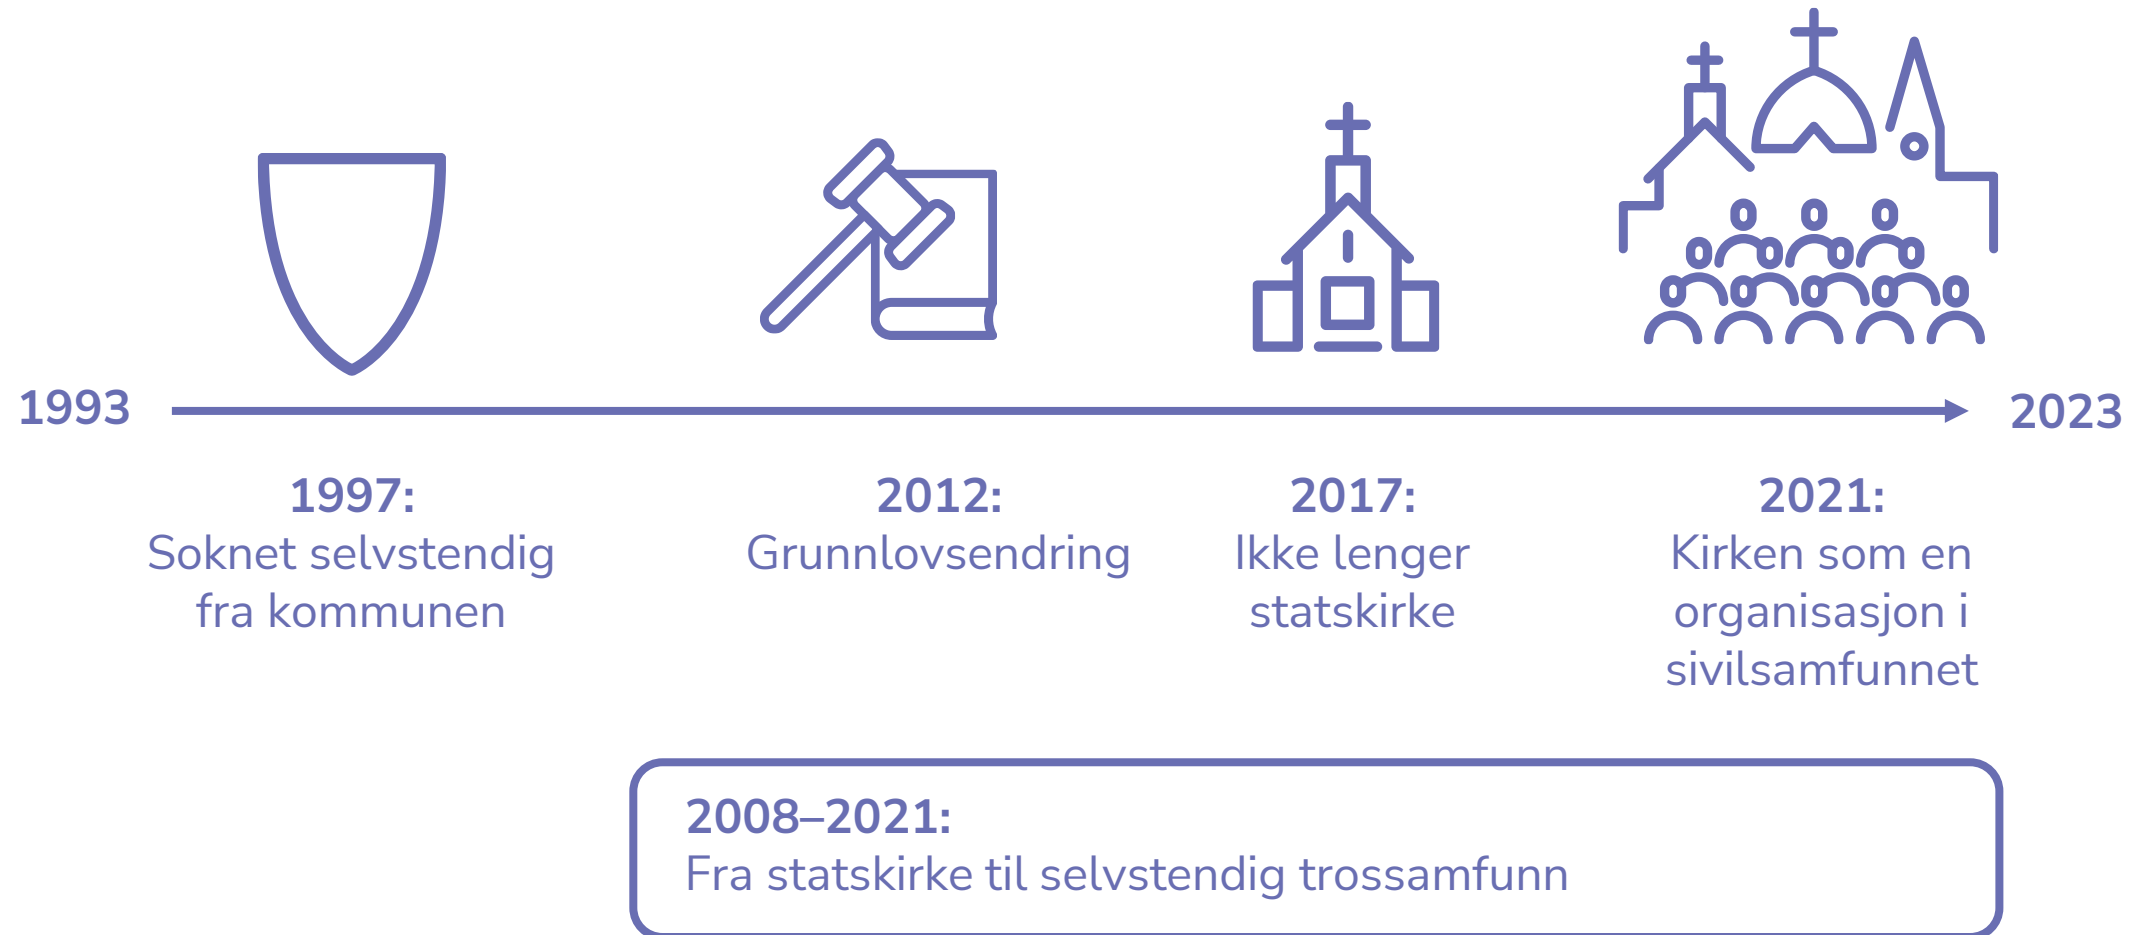 1993
2023
1997:
Soknet selvstendig
fra kommunen
2012:
Grunnlovsendring
2017:
Ikke lenger
statskirke
2021:
Kirken som en
organisasjon i
sivilsamfunnet
2008–2021:
Fra statskirke til selvstendig trossamfunn